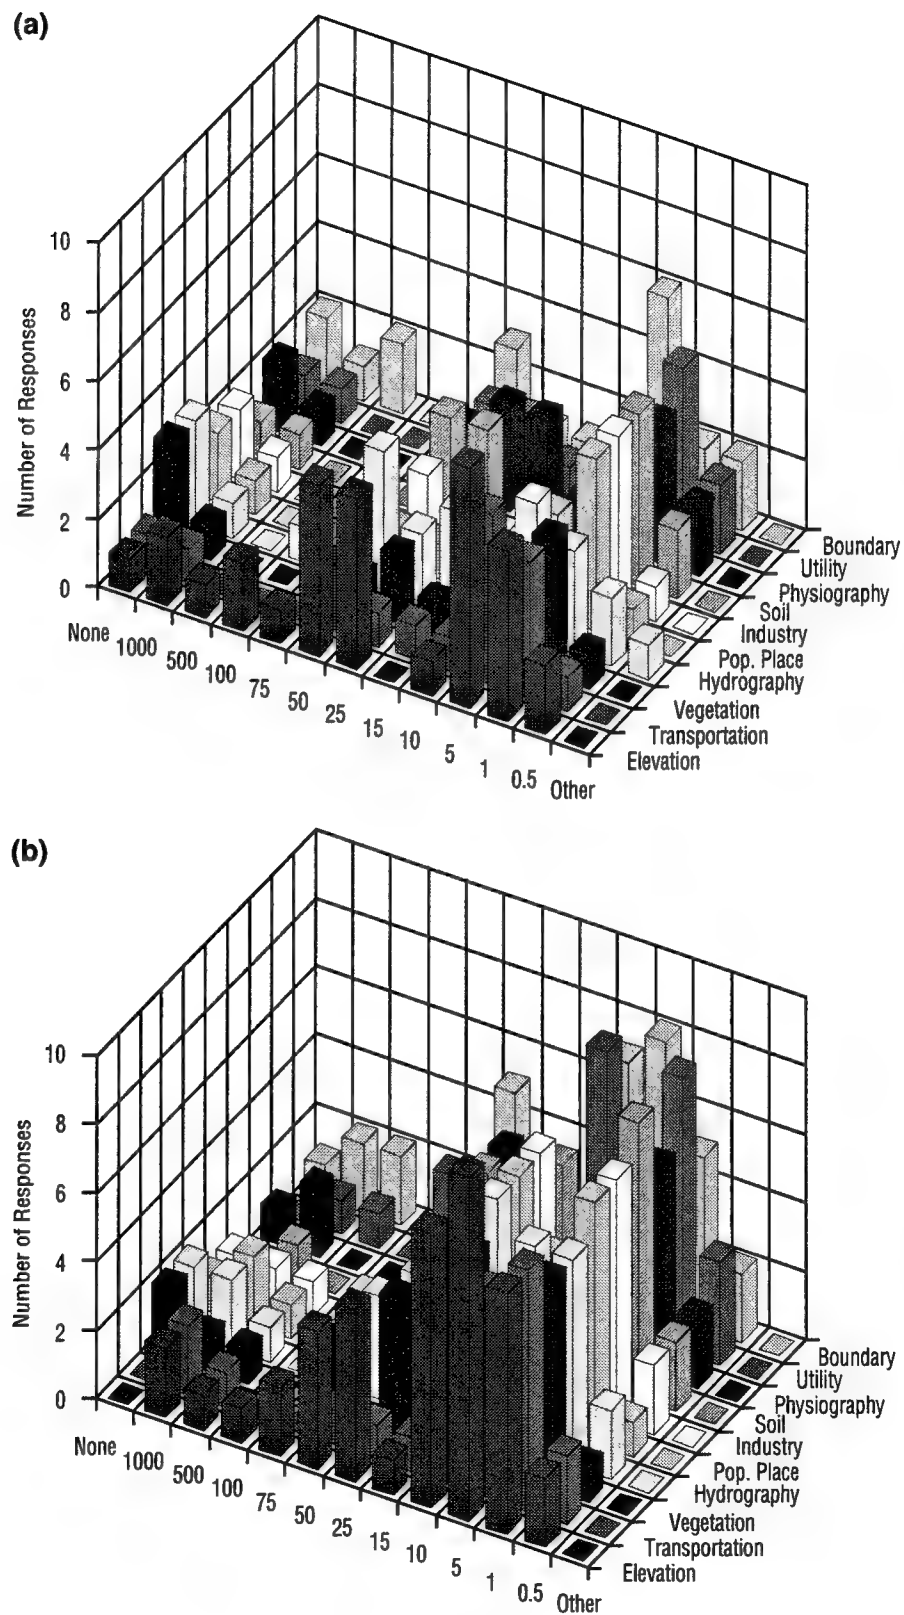 (a)
Number of Responses
10
8
6
4
2
0
None
1000
500
100
75
50
25
15
10
5
1
0.5
Other
Boundary
Utility
Physiography
Soil
Industry
Pop. Place
Hydrography
Vegetation
Transportation
Elevation
(b)
Number of Responses
10
8
6
4
2
0
None
1000
500
100
75
50
25
15
10
5
1
0.5
Other
Boundary
Utility
Physiography
Soil
Industry
Pop. Place
Hydrography
Vegetation
Transportation
Elevation